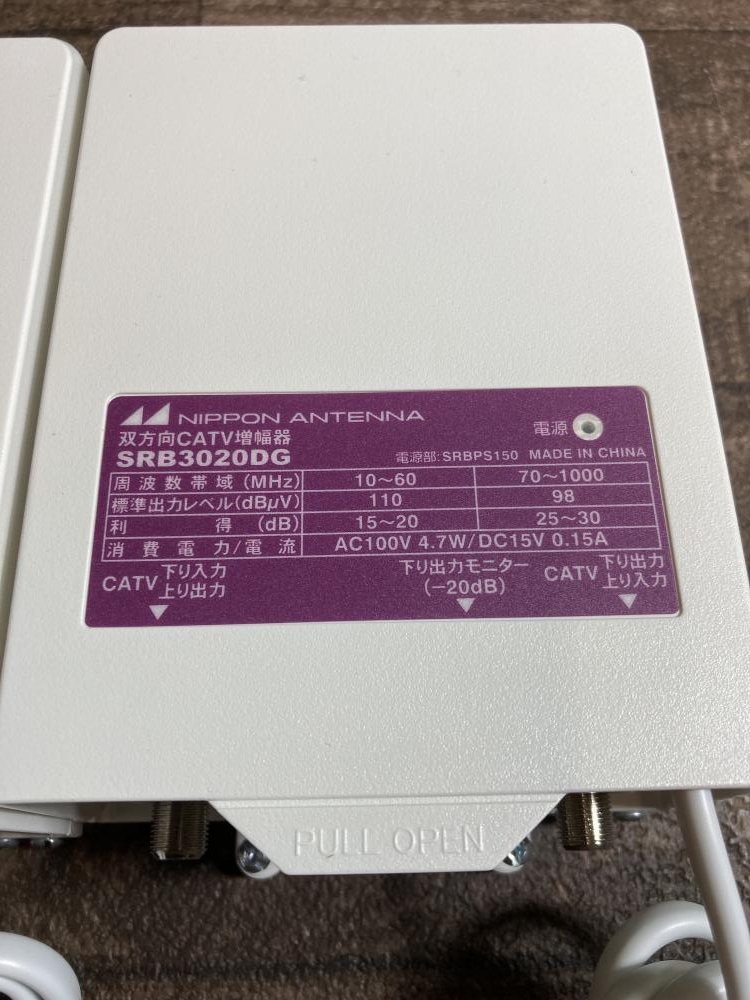 NIPPON ANTENNA
電源
双方向CATV増幅器
SRB3020DG
電源部:SRBPS150 MADE IN CHINA
周波数帯域(MHz) 10～60 70～1000
標準出力レベル(dBμV) 110 98
利得(dB) 15～20 25～30
消費電力/電流 AC100V 4.7W/DC15V 0.15A
CATV 下り入力 上り出力
下り出力モニター
(−20dB)
CATV 下り出力 上り入力
PULL OPEN